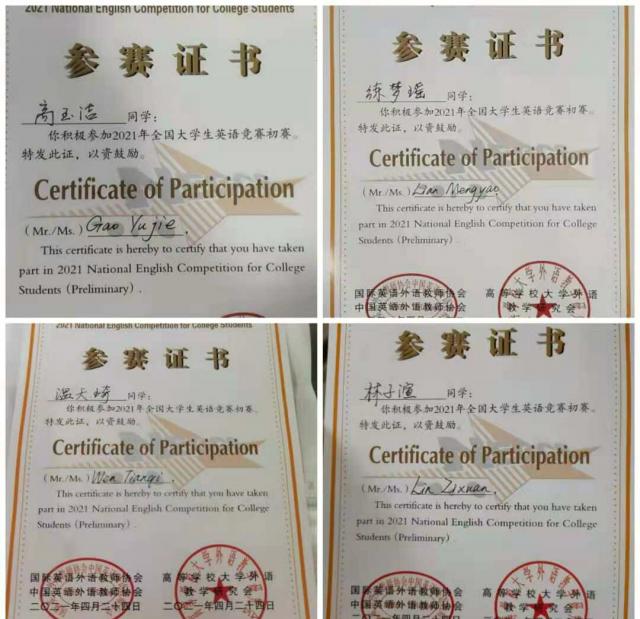 2021 National English Competition for College Students
参赛证书
高玉洁 同学:
你积极参加2021年全国大学生英语竞赛初赛。
特发此证，以资鼓励。
Certificate of Participation
(Mr./Ms.) Gao Yujie
This certificate is hereby to certify that you have taken
part in 2021 National English Competition for College
Students (Preliminary).
参赛证书
练梦瑶 同学:
你积极参加2021年全国大学生英语竞赛初赛。
特发此证，以资鼓励。
Certificate of Participation
(Mr./Ms.) Lian Mengyao.
This certificate is hereby to certify that you have taken
part in 2021 National English Competition for College
Students (Preliminary).
国际英语外语教师协会 高等学校大学外语
中国英语外语教师协会 教学研究会
2021 National English Competition for College Students
参赛证书
温天琦 同学:
你积极参加2021年全国大学生英语竞赛初赛。
特发此证，以资鼓励。
Certificate of Participation
(Mr./Ms.) Wen Tianqi.
This certificate is hereby to certify that you have taken
part in 2021 National English Competition for College
Students (Preliminary).
国际英语外语教师协会 高等学校大学外语
中国英语外语教师协会 教学研究会
二〇二一年四月二十四日 二〇二一年四月二十四日
参赛证书
林子渲 同学:
你积极参加2021年全国大学生英语竞赛初赛。
特发此证，以资鼓励。
Certificate of Participation
(Mr./Ms.) Lin Zixuan.
This certificate is hereby to certify that you have taken
part in 2021 National English Competition for College
Students (Preliminary).
国际英语外语教师协会 高等学校大学外语
中国英语外语教师协会 教学研究会
二〇二一年四月二十四日 二〇二一年四月二十四日